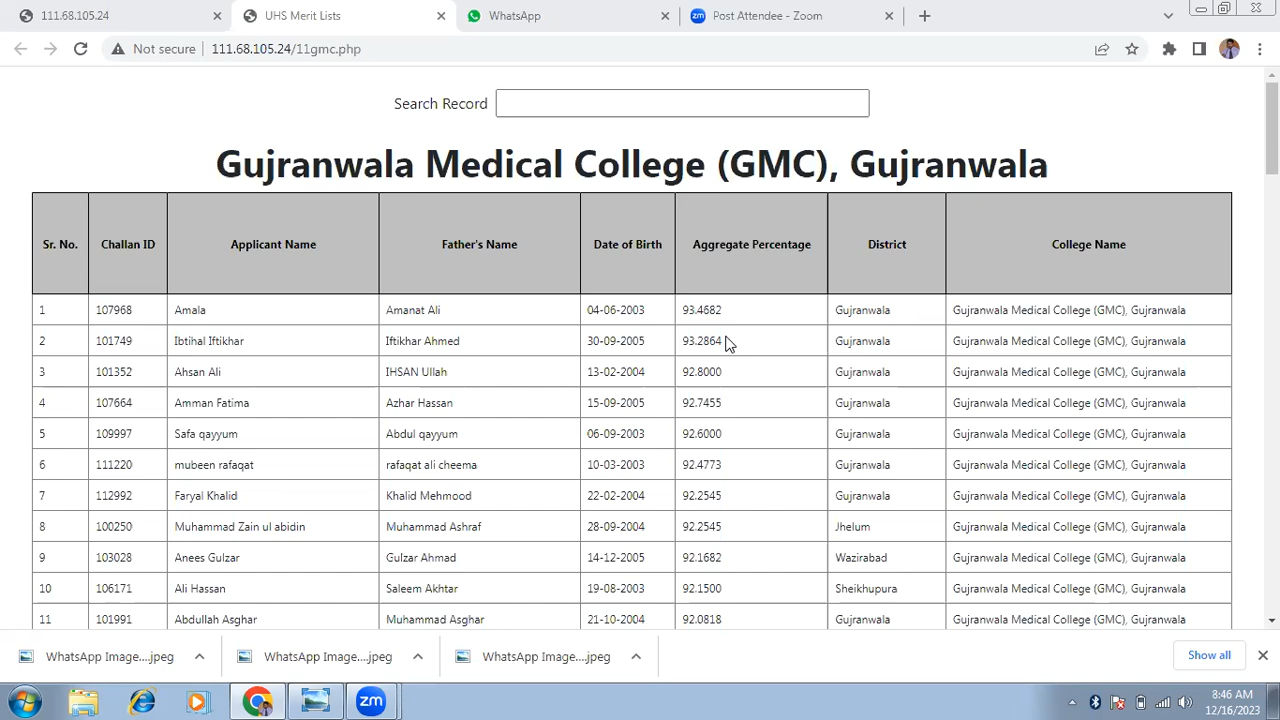 111.68.105.24
UHS Merit Lists
WhatsApp
Post Attendee - Zoom
Not secure
111.68.105.24/11gmc.php
Search Record
Gujranwala Medical College (GMC), Gujranwala
Sr. No. Challan ID Applicant Name Father's Name Date of Birth Aggregate Percentage District College Name
1 107968 Amala Amanat Ali 04-06-2003 93.4682 Gujranwala Gujranwala Medical College (GMC), Gujranwala
2 101749 Ibtihal Iftikhar Iftikhar Ahmed 30-09-2005 93.2864 Gujranwala Gujranwala Medical College (GMC), Gujranwala
3 101352 Ahsan Ali IHSAN Ullah 13-02-2004 92.8000 Gujranwala Gujranwala Medical College (GMC), Gujranwala
4 107664 Amman Fatima Azhar Hassan 15-09-2005 92.7455 Gujranwala Gujranwala Medical College (GMC), Gujranwala
5 109997 Safa qayyum Abdul qayyum 06-09-2003 92.6000 Gujranwala Gujranwala Medical College (GMC), Gujranwala
6 111220 mubeen rafaqat rafaqat ali cheema 10-03-2003 92.4773 Gujranwala Gujranwala Medical College (GMC), Gujranwala
7 112992 Faryal Khalid Khalid Mehmood 22-02-2004 92.2545 Gujranwala Gujranwala Medical College (GMC), Gujranwala
8 100250 Muhammad Zain ul abidin Muhammad Ashraf 28-09-2004 92.2545 Jhelum Gujranwala Medical College (GMC), Gujranwala
9 103028 Anees Gulzar Gulzar Ahmad 14-12-2005 92.1682 Wazirabad Gujranwala Medical College (GMC), Gujranwala
10 106171 Ali Hassan Saleem Akhtar 19-08-2003 92.1500 Sheikhupura Gujranwala Medical College (GMC), Gujranwala
11 101991 Abdullah Asghar Muhammad Asghar 21-10-2004 92.0818 Gujranwala Gujranwala Medical College (GMC), Gujranwala
WhatsApp Image....jpeg
WhatsApp Image....jpeg
WhatsApp Image....jpeg
Show all
zm
8:46 AM
12/16/2023